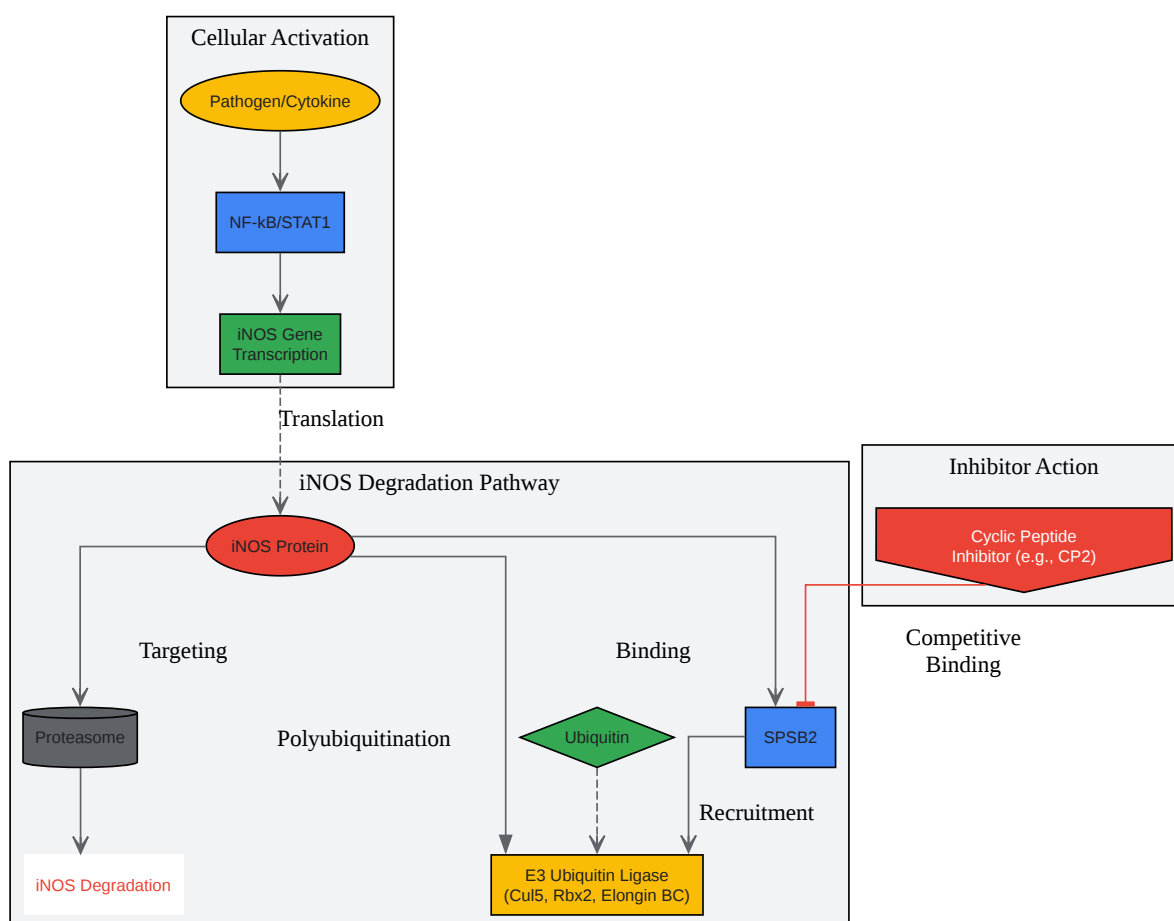 Cellular Activation
Pathogen/Cytokine
NF-kB/STAT1
iNOS Gene
Transcription
Translation
iNOS Degradation Pathway
Inhibitor Action
iNOS Protein
Cyclic Peptide
Inhibitor (e.g., CP2)
Targeting
Binding
Competitive
Binding
Proteasome
Polyubiquitination
Ubiquitin
SPSB2
Recruitment
iNOS Degradation
E3 Ubiquitin Ligase
(Cul5, Rbx2, Elongin BC)